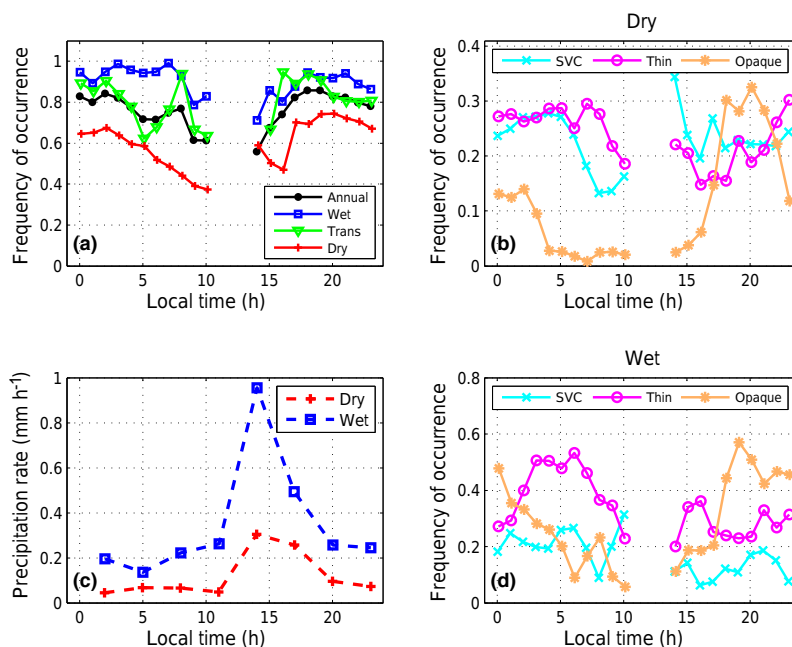 Frequency of occurrence
1
0.8
0.6
0.4
0.2
0
(a)
Annual
Wet
Trans
Dry
0 5 10 15 20
Local time (h)
Dry
Frequency of occurrence
0.4
0.3
0.2
0.1
0
SVC Thin Opaque
(b)
0 5 10 15 20
Local time (h)
Precipitation rate (mm h-1)
1
0.8
0.6
0.4
0.2
0
Dry
Wet
(c)
0 5 10 15 20
Local time (h)
Wet
Frequency of occurrence
0.8
0.6
0.4
0.2
0
SVC Thin Opaque
(d)
0 5 10 15 20
Local time (h)